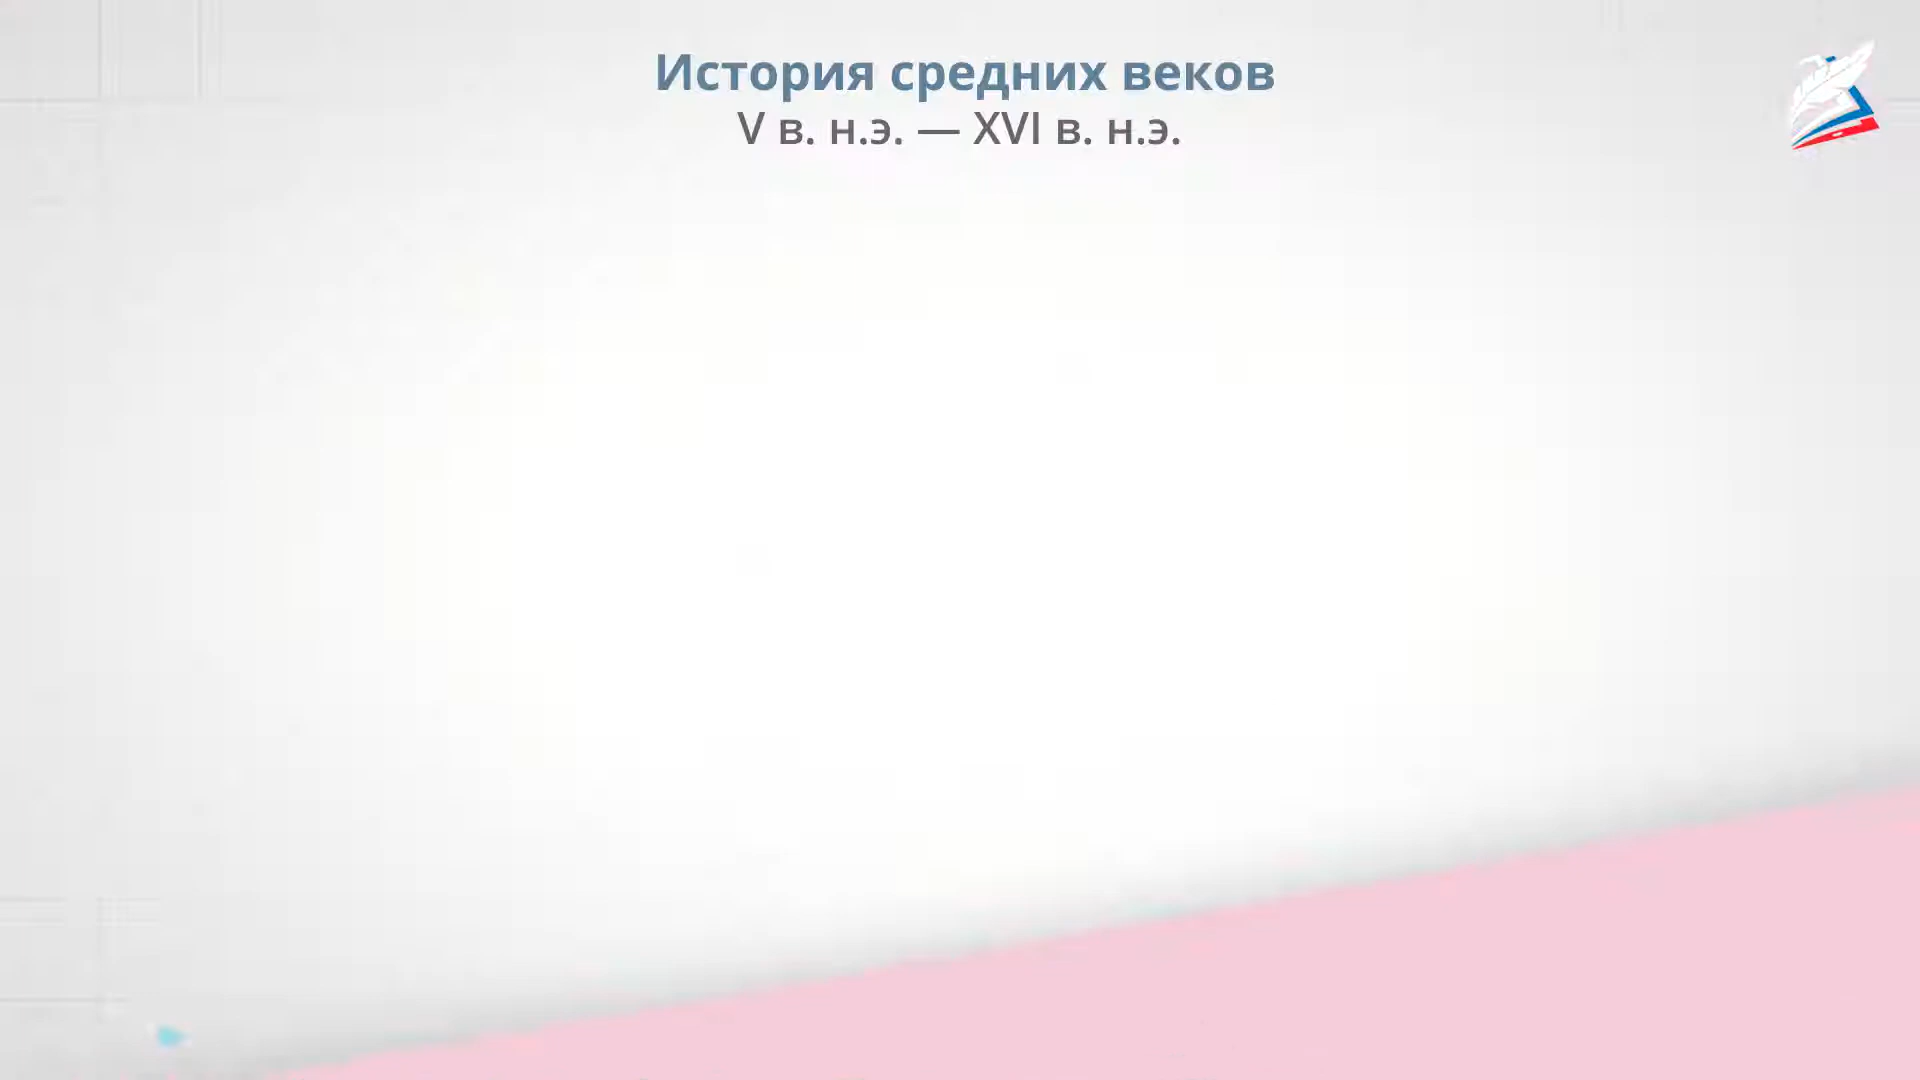 История средних веков
V в. н.э. — XVI в. н.э.